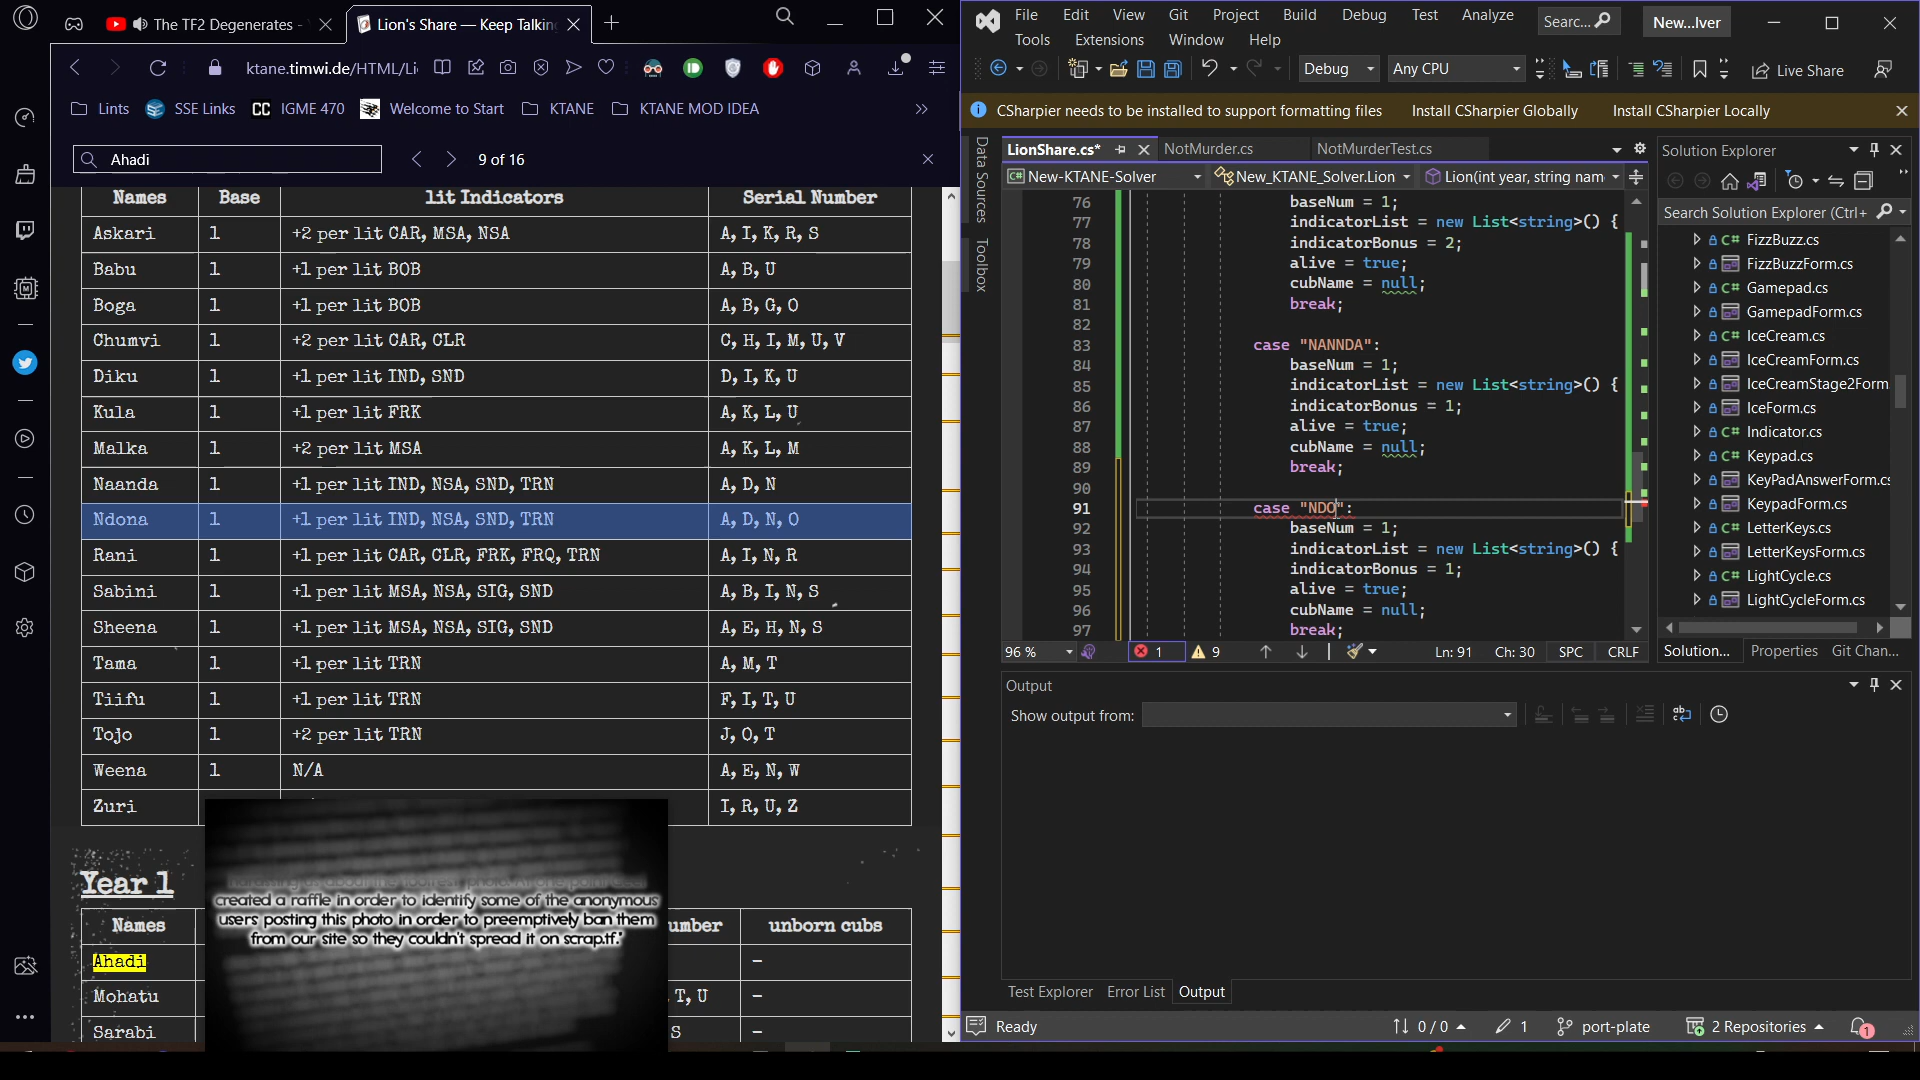 The TF2 Degenerates -
Lion's Share — Keep Talkin
ktane.timwi.de/HTML/Li
Lints
SSE Links
CC IGME 470
Welcome to Start
KTANE
KTANE MOD IDEA
»
Ahadi
9 of 16
Names Base lit Indicators Serial Number
Askari 1 +2 per lit CAR, MSA, NSA A, I, K, R, S
Babu 1 +1 per lit BOB A, B, U
Boga 1 +1 per lit BOB A, B, G, O
Chumvi 1 +2 per lit CAR, CLR C, H, I, M, U, V
Diku 1 +1 per lit IND, SND D, I, K, U
Kula 1 +1 per lit FRK A, K, L, U
Malka 1 +2 per lit MSA A, K, L, M
Naanda 1 +1 per lit IND, NSA, SND, TRN A, D, N
Ndona 1 +1 per lit IND, NSA, SND, TRN A, D, N, O
Rani 1 +1 per lit CAR, CLR, FRK, FRQ, TRN A, I, N, R
Sabini 1 +1 per lit MSA, NSA, SIG, SND A, B, I, N, S
Sheena 1 +1 per lit MSA, NSA, SIG, SND A, E, H, N, S
Tama 1 +1 per lit TRN A, M, T
Tiifu 1 +1 per lit TRN F, I, T, U
Tojo 1 +2 per lit TRN J, O, T
Weena 1 N/A A, E, N, W
Zuri I, R, U, Z
Year 1
Names umber unborn cubs
Ahadi –
Mohatu T, U –
Sarabi S –
created a raffle in order to identify some of the anonymous
users posting this photo in order to preemptively ban them
from our site so they couldn't spread it on scrap.tf."
File Edit View Git Project Build Debug Test Analyze
Tools Extensions Window Help
Searc...
New...lver
Debug
Any CPU
Live Share
CSharpier needs to be installed to support formatting files Install CSharpier Globally Install CSharpier Locally
Data Sources
Toolbox
LionShare.cs* NotMurder.cs NotMurderTest.cs
New-KTANE-Solver New_KTANE_Solver.Lion Lion(int year, string nam
76 baseNum = 1;
77 indicatorList = new List<string>() {
78 indicatorBonus = 2;
79 alive = true;
80 cubName = null;
81 break;
82
83 case "NANNDA":
84 baseNum = 1;
85 indicatorList = new List<string>() {
86 indicatorBonus = 1;
87 alive = true;
88 cubName = null;
89 break;
90
91 case "NDO":
92 baseNum = 1;
93 indicatorList = new List<string>() {
94 indicatorBonus = 1;
95 alive = true;
96 cubName = null;
97 break;
96 % 1 9 Ln: 91 Ch: 30 SPC CRLF
Solution Explorer
Search Solution Explorer (Ctrl+
C# FizzBuzz.cs
FizzBuzzForm.cs
C# Gamepad.cs
GamepadForm.cs
C# IceCream.cs
IceCreamForm.cs
IceCreamStage2Form
IceForm.cs
C# Indicator.cs
C# Keypad.cs
KeyPadAnswerForm.cs
KeypadForm.cs
C# LetterKeys.cs
LetterKeysForm.cs
C# LightCycle.cs
LightCycleForm.cs
Solution... Properties Git Chan...
Output
Show output from:
Test Explorer Error List Output
Ready
0 / 0
1
port-plate
2 Repositories
1